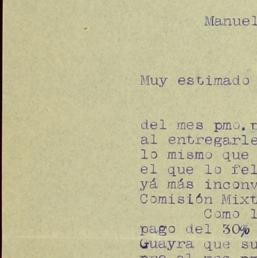 Manuel
Muy estimado
del mes pmo.
al entregarle
lo mismo que
el que lo fel
yá más inconv
Comisión Mixt
Como l
pago del 30%
Guayra que su